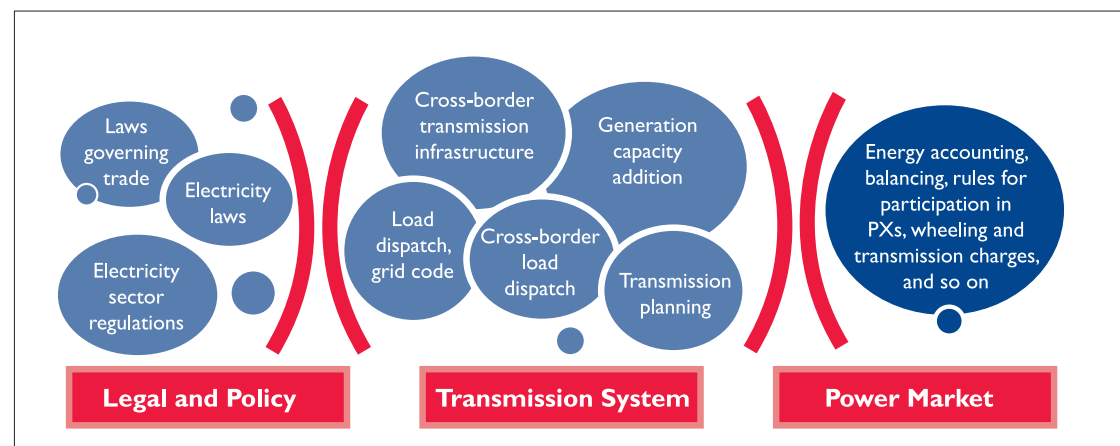 Laws
governing
trade
Electricity
laws
Electricity
sector
regulations
Cross-border
transmission
infrastructure
Generation
capacity
addition
Load
dispatch,
grid code
Cross-border
load
dispatch
Transmission
planning
Energy accounting,
balancing, rules for
participation in
PXs, wheeling and
transmission charges,
and so on
Legal and Policy
Transmission System
Power Market